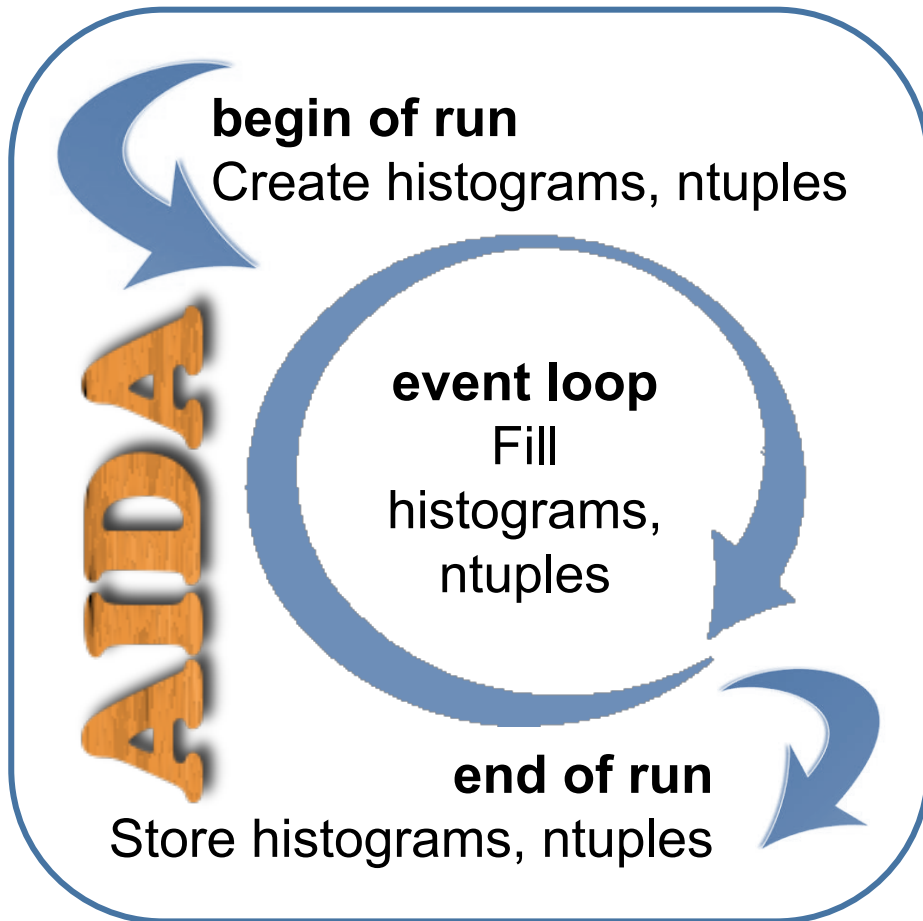 begin of run
Create histograms, ntuples
AIDA
event loop
Fill
histograms,
ntuples
end of run
Store histograms, ntuples